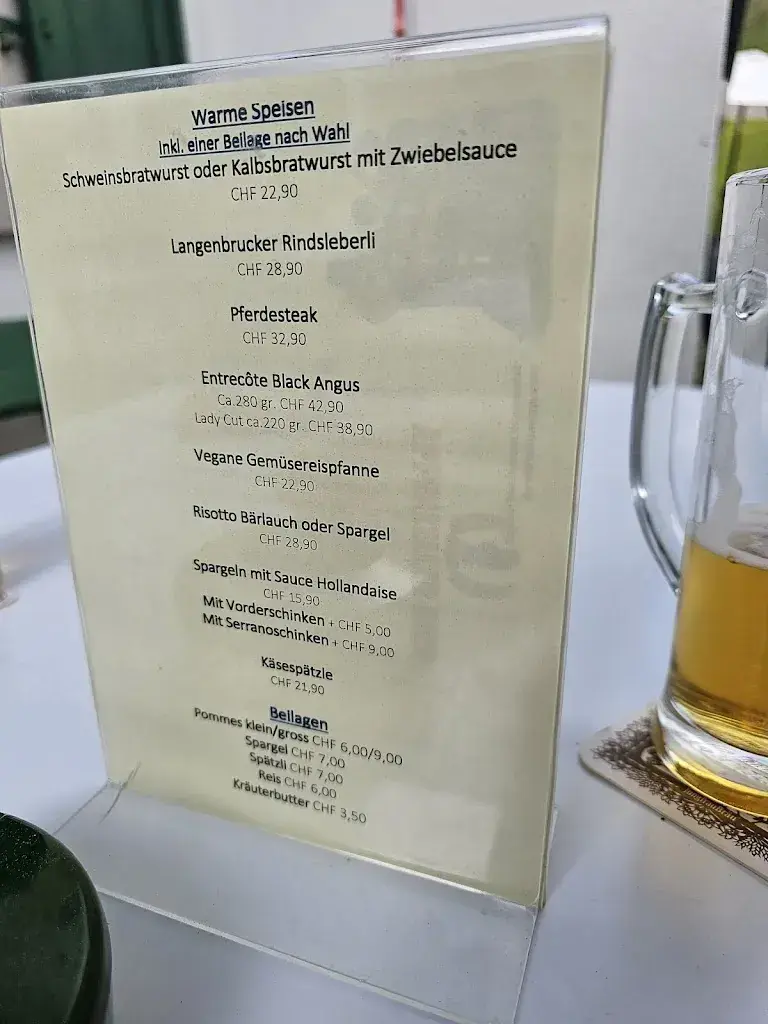 Warme Speisen
Inkl. einer Beilage nach Wahl
Schweinsbratwurst oder Kalbsbratwurst mit Zwiebelsauce
CHF 22,90
Langenbrucker Rindsleberli
CHF 28,90
Pferdesteak
CHF 32,90
Entrecôte Black Angus
Ca.280 gr. CHF 42,90
Lady Cut ca.220 gr. CHF 38,90
Vegane Gemüsereispfanne
CHF 22,90
Risotto Bärlauch oder Spargel
CHF 28,90
Spargeln mit Sauce Hollandaise
CHF 15,90
Mit Vorderschinken + CHF 5,00
Mit Serranoschinken + CHF 9,00
Käsespätzle
CHF 21,90
Beilagen
Pommes klein/gross CHF 6,00/9,00
Spargel CHF 7,00
Spätzli CHF 7,00
Reis CHF 6,00
Kräuterbutter CHF 3,50